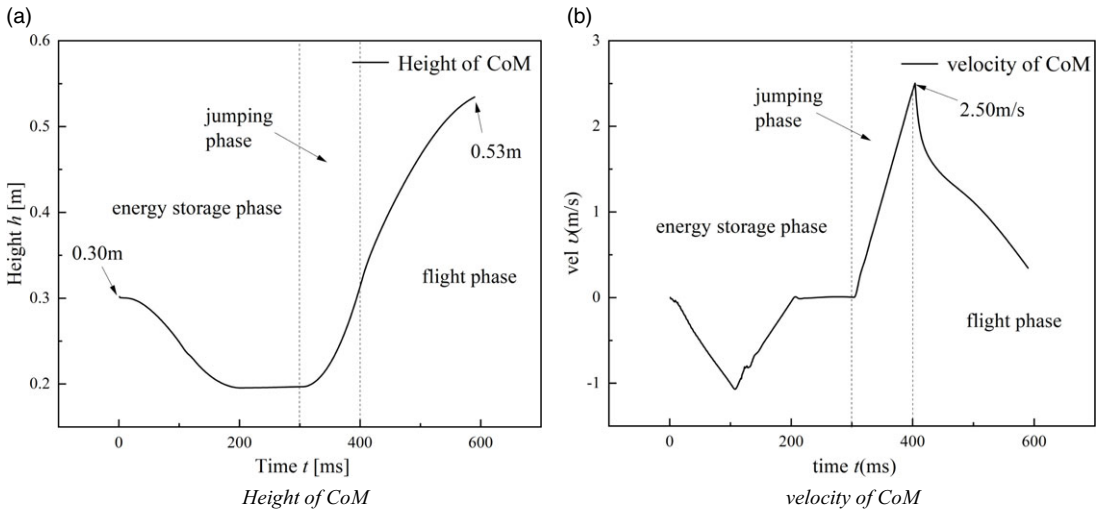 (a)
0.6
0.5
0.4
0.3
0.2
Height h [m]
Height of CoM
jumping
phase
0.53m
energy storage phase
0.30m
flight phase
0
200
400
600
Time t [ms]
Height of CoM
(b)
3
2
1
0
-1
vel υ(m/s)
velocity of CoM
jumping
phase
2.50m/s
energy storage phase
flight phase
0
200
400
600
time t(ms)
velocity of CoM